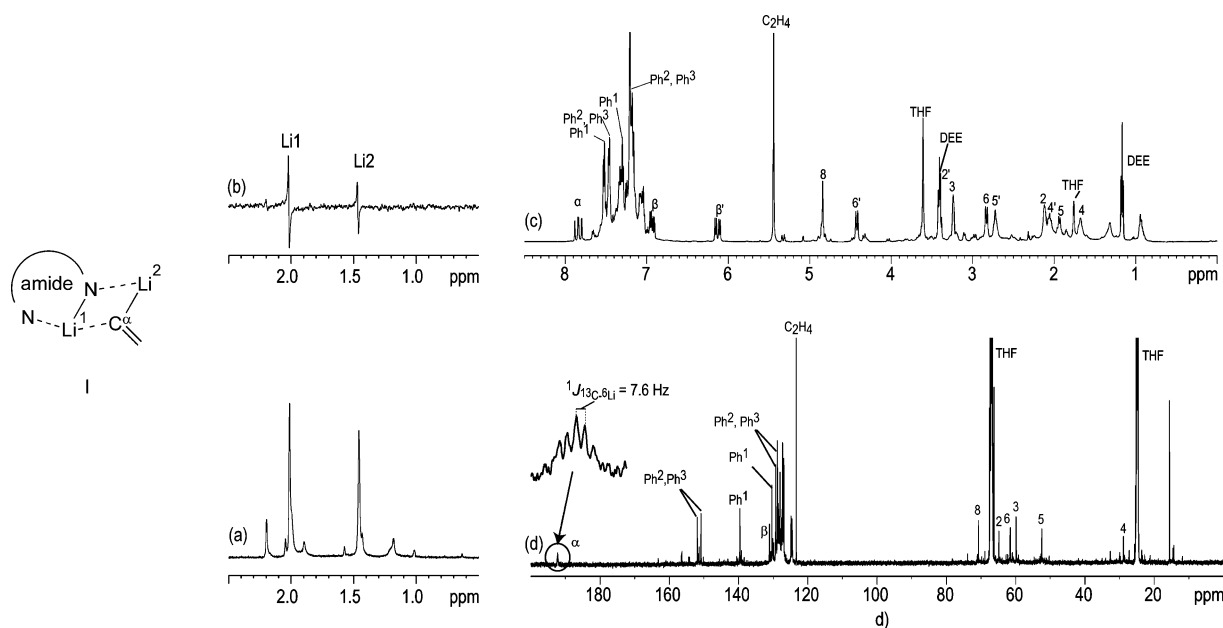 amide
N
N
Li1
Li2
Cα
I
(b)
Li1
Li2
2.0
1.5
1.0
ppm
(a)
2.0
1.5
1.0
ppm
(c)
α
Ph2, Ph3
Ph1
Ph1
Ph2, Ph3
β
β'
C2H4
8
6'
THF
DEE
2'
3
6
5'
2
4'
5
THF
4
DEE
8
7
6
5
4
3
2
1
ppm
(d)
1J13C-6Li = 7.6 Hz
α
Ph2,Ph3
Ph1
β
Ph1
Ph2, Ph3
C2H4
8
THF
2
6
3
5
4
THF
180
160
140
120
100
80
60
40
20
ppm
d)